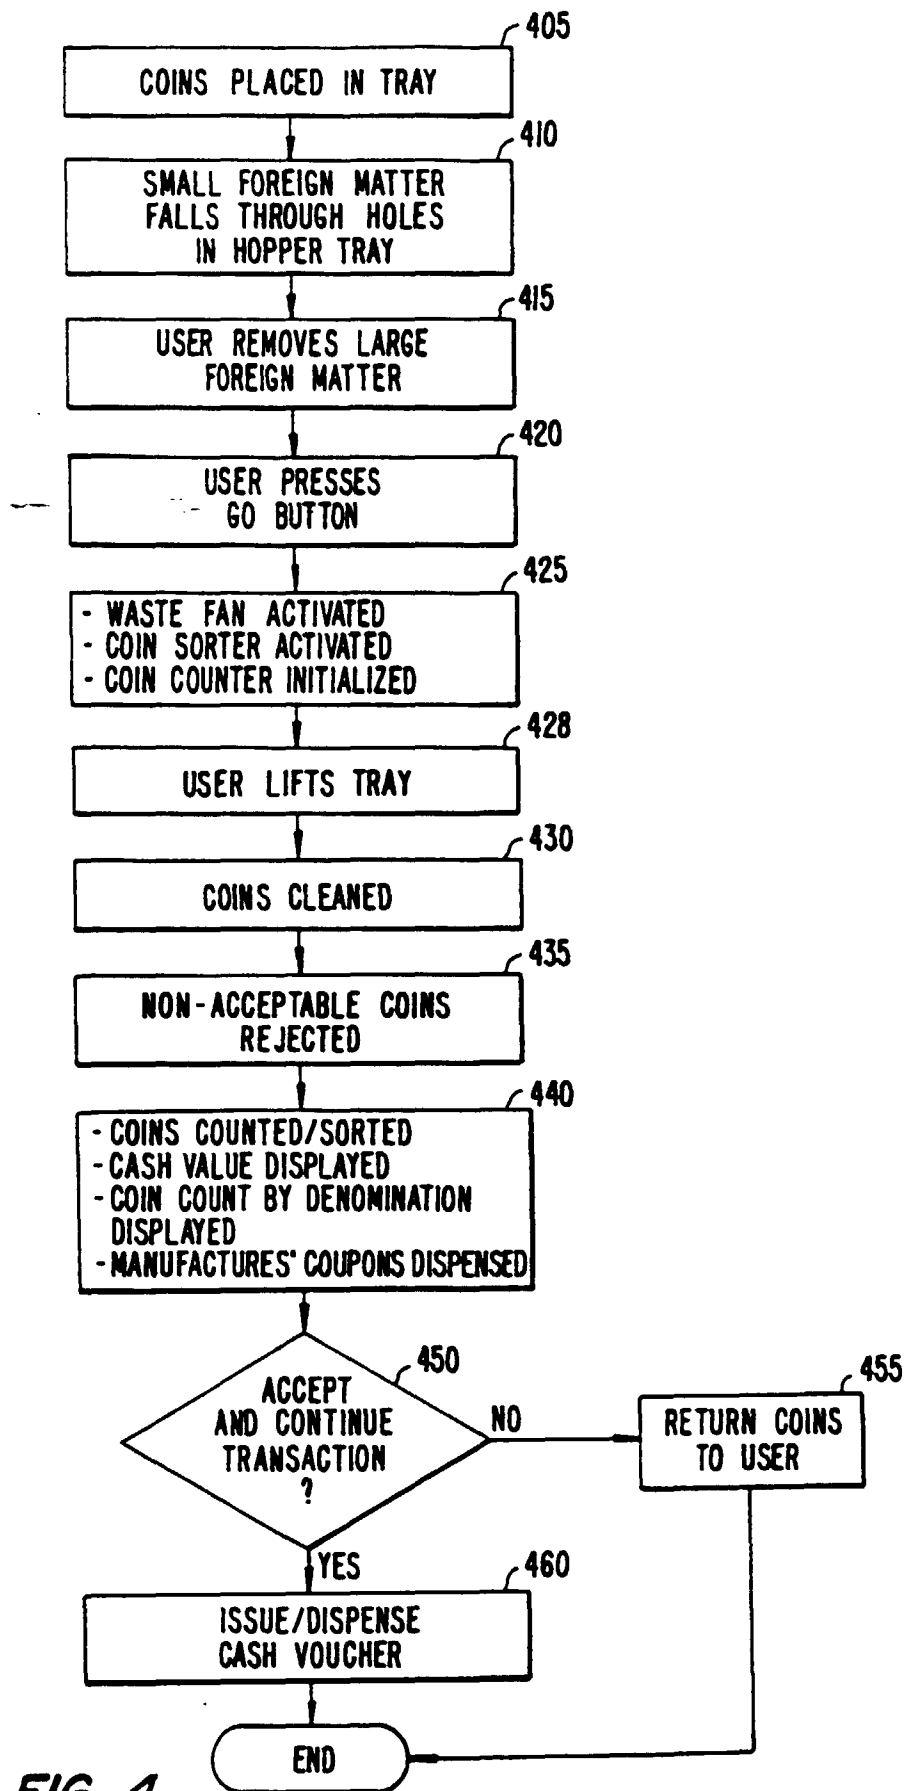 405
COINS PLACED IN TRAY
410
SMALL FOREIGN MATTER
FALLS THROUGH HOLES
IN HOPPER TRAY
415
USER REMOVES LARGE
FOREIGN MATTER
420
USER PRESSES
GO BUTTON
425
- WASTE FAN ACTIVATED
- COIN SORTER ACTIVATED
- COIN COUNTER INITIALIZED
428
USER LIFTS TRAY
430
COINS CLEANED
435
NON-ACCEPTABLE COINS
REJECTED
440
- COINS COUNTED/SORTED
- CASH VALUE DISPLAYED
- COIN COUNT BY DENOMINATION
DISPLAYED
- MANUFACTURES' COUPONS DISPENSED
450
ACCEPT
AND CONTINUE
TRANSACTION
?
NO
455
RETURN COINS
TO USER
YES
460
ISSUE/DISPENSE
CASH VOUCHER
END
FIG. 4